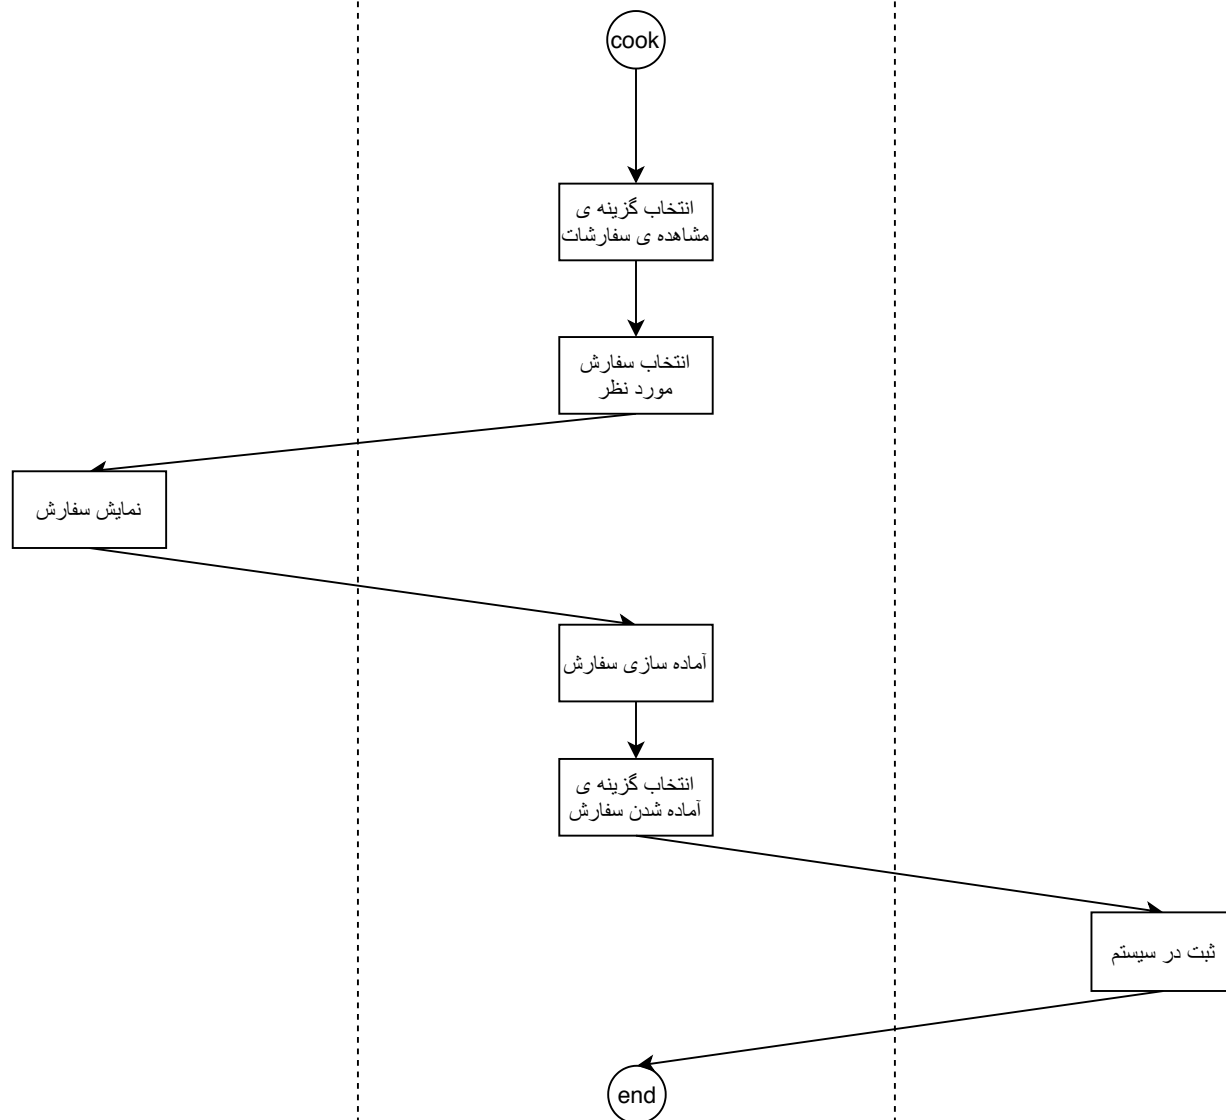 cook
انتخاب گزینه ی
مشاهده ی سفارشات
انتخاب سفارش
مورد نظر
نمایش سفارش
آماده سازی سفارش
انتخاب گزینه ی
آماده شدن سفارش
ثبت در سیستم
end